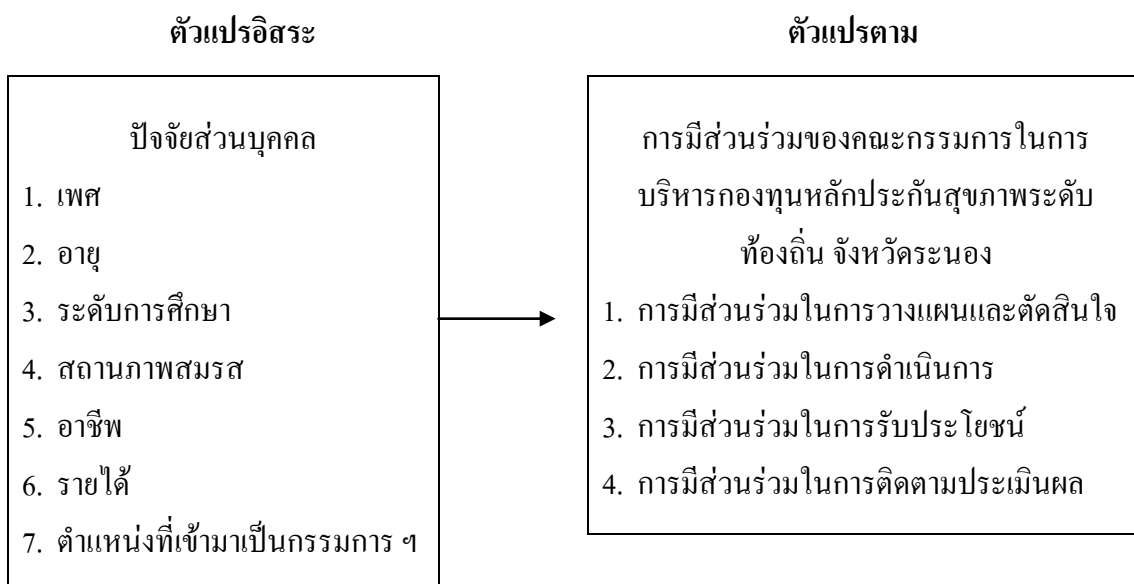 ตัวแปรอิสระ
ปัจจัยส่วนบุคคล
1. เพศ
2. อายุ
3. ระดับการศึกษา
4. สถานภาพสมรส
5. อาชีพ
6. รายได้
7. ตำแหน่งที่เข้ามาเป็นกรรมการ ฯ
ตัวแปรตาม
การมีส่วนร่วมของคณะกรรมการในการ
บริหารกองทุนหลักประกันสุขภาพระดับ
ท้องถิ่น จังหวัดระนอง
1. การมีส่วนร่วมในการวางแผนและตัดสินใจ
2. การมีส่วนร่วมในการดำเนินการ
3. การมีส่วนร่วมในการรับประโยชน์
4. การมีส่วนร่วมในการติดตามประเมินผล